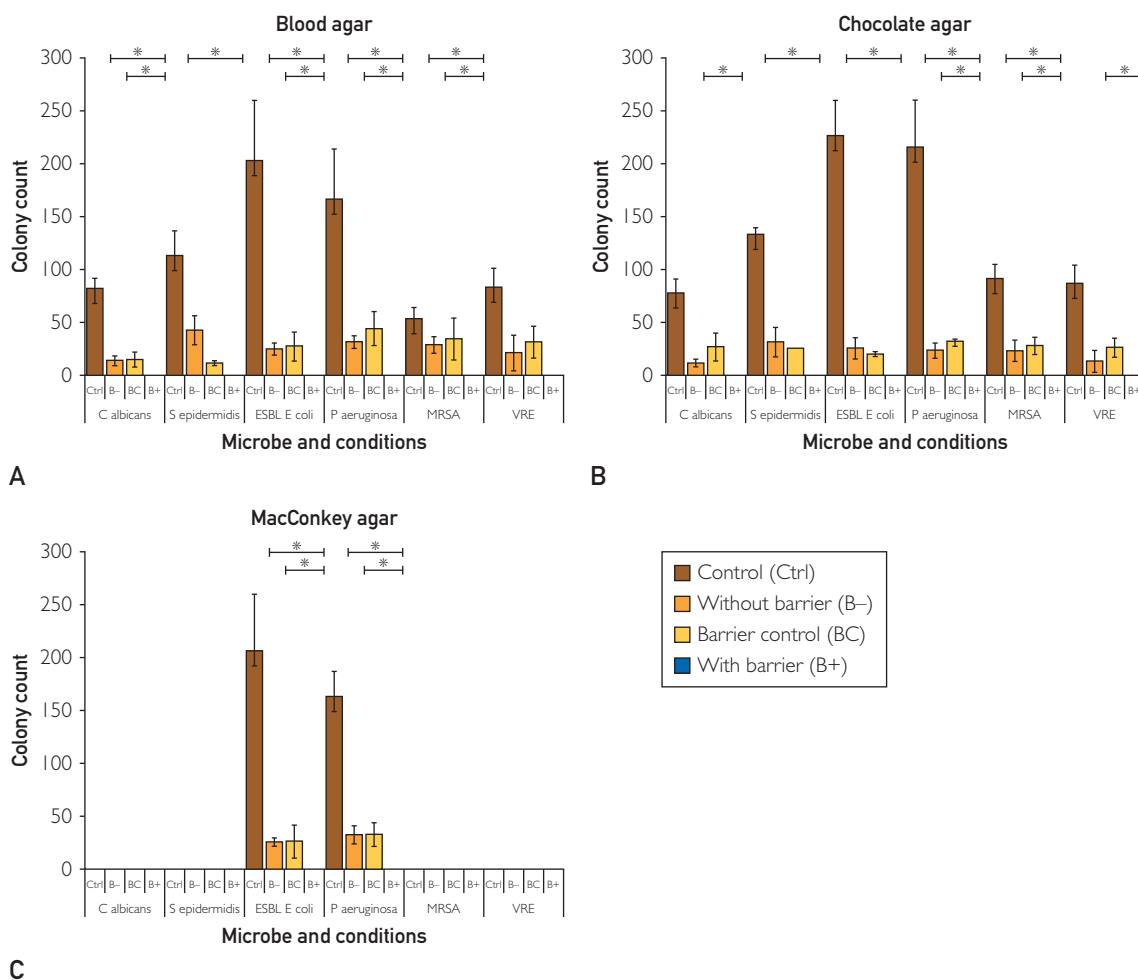 Blood agar
* * * * *
* * * *
300
250
200
150
100
50
0
Colony count
Ctrl B– BC B+ Ctrl B– BC B+ Ctrl B– BC B+ Ctrl B– BC B+ Ctrl B– BC B+ Ctrl B– BC B+
C albicans S epidermidis ESBL E coli P aeruginosa MRSA VRE
Microbe and conditions
A
Chocolate agar
* * * *
* * * *
300
250
200
150
100
50
0
Colony count
Ctrl B– BC B+ Ctrl B– BC B+ Ctrl B– BC B+ Ctrl B– BC B+ Ctrl B– BC B+ Ctrl B– BC B+
C albicans S epidermidis ESBL E coli P aeruginosa MRSA VRE
Microbe and conditions
B
MacConkey agar
* *
* *
300
250
200
150
100
50
0
Colony count
Ctrl B– BC B+ Ctrl B– BC B+ Ctrl B– BC B+ Ctrl B– BC B+ Ctrl B– BC B+ Ctrl B– BC B+
C albicans S epidermidis ESBL E coli P aeruginosa MRSA VRE
Microbe and conditions
C
Control (Ctrl)
Without barrier (B–)
Barrier control (BC)
With barrier (B+)